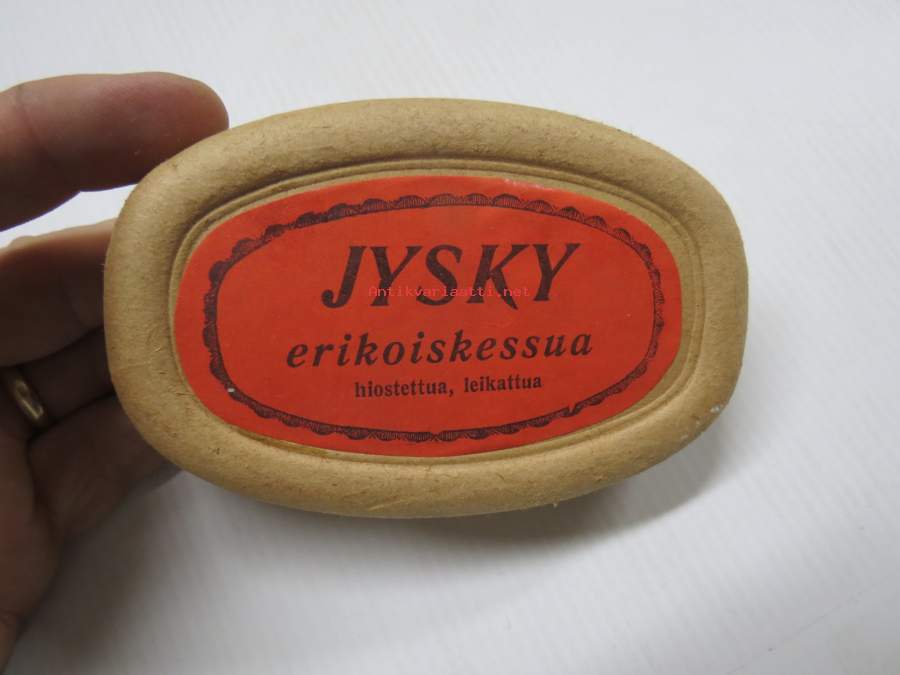 JYSKY
Antikvariaatti.net
erikoiskessua
hiostettua, leikattua